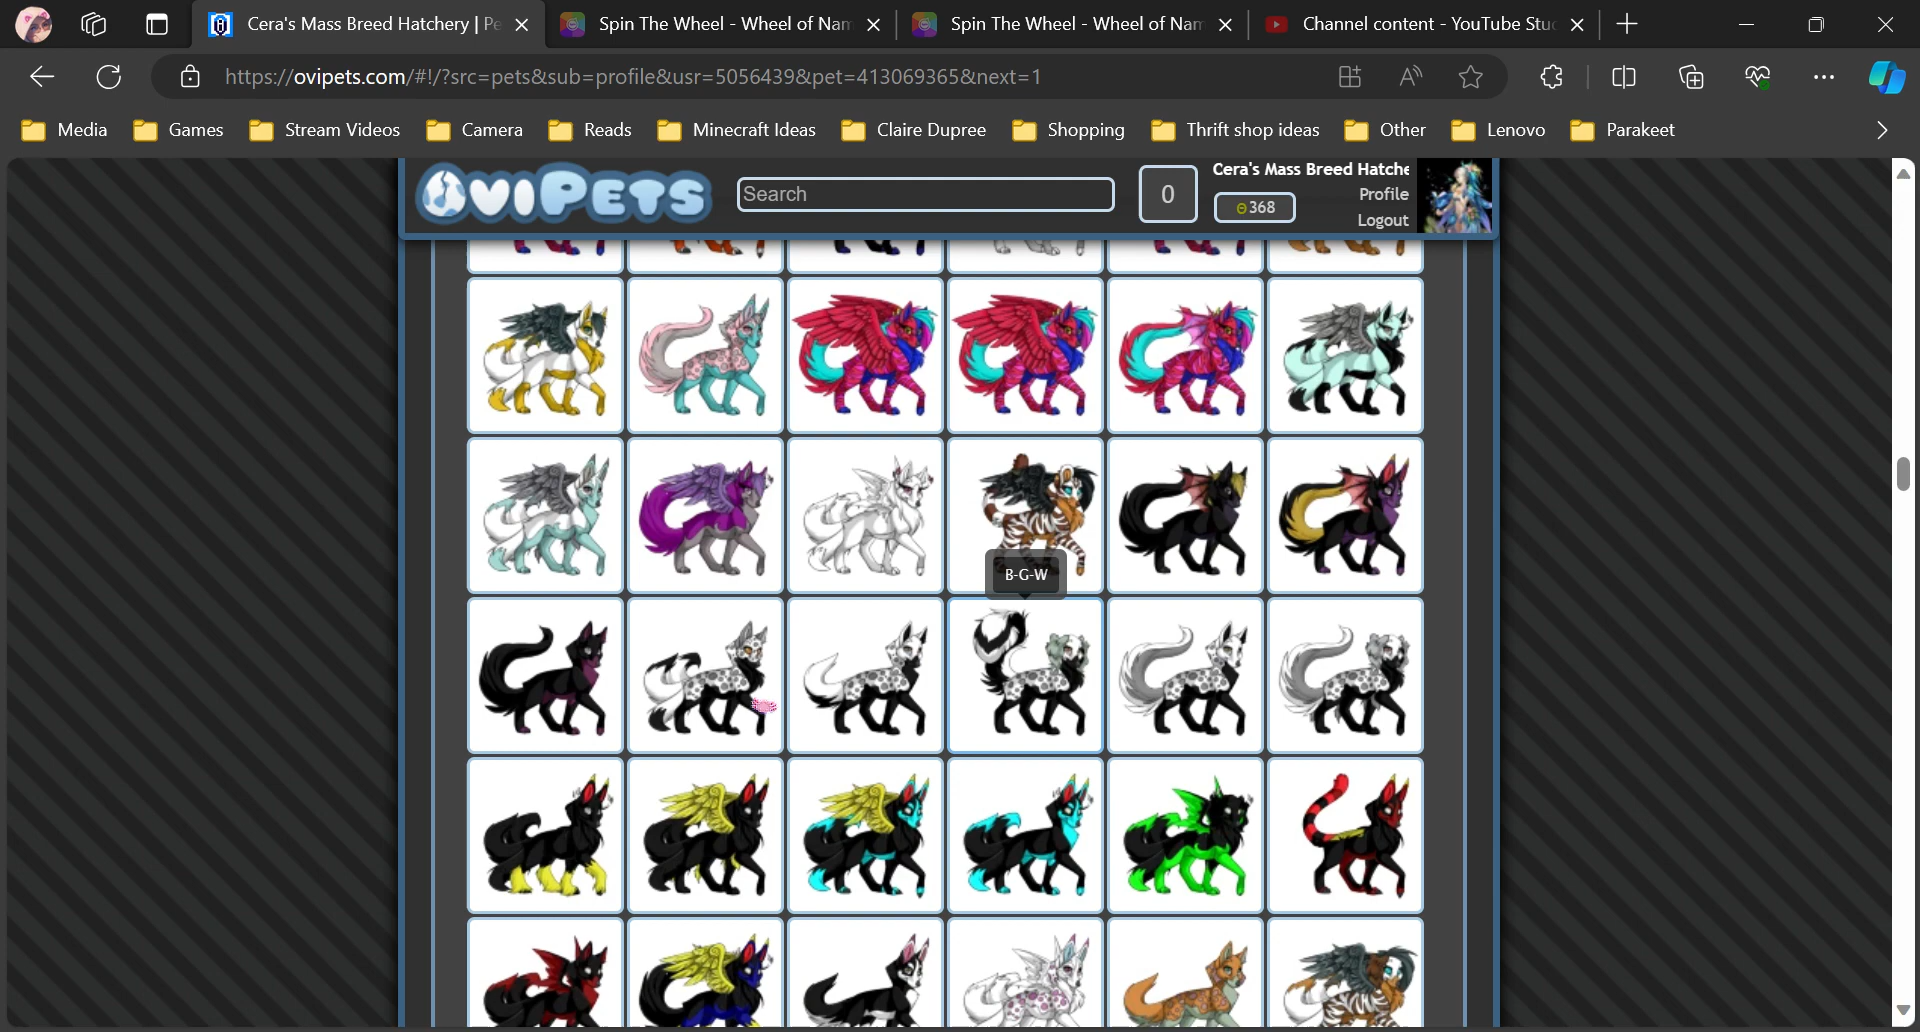 Cera's Mass Breed Hatchery | Pe
Spin The Wheel - Wheel of Nam
Spin The Wheel - Wheel of Nam
Channel content - YouTube Stu
https://ovipets.com/#!/?src=pets&sub=profile&usr=5056439&pet=413069365&next=1
Media
Games
Stream Videos
Camera
Reads
Minecraft Ideas
Claire Dupree
Shopping
Thrift shop ideas
Other
Lenovo
Parakeet
OviPets
Search
0
Cera's Mass Breed Hatche
368
Profile
Logout
B-G-W